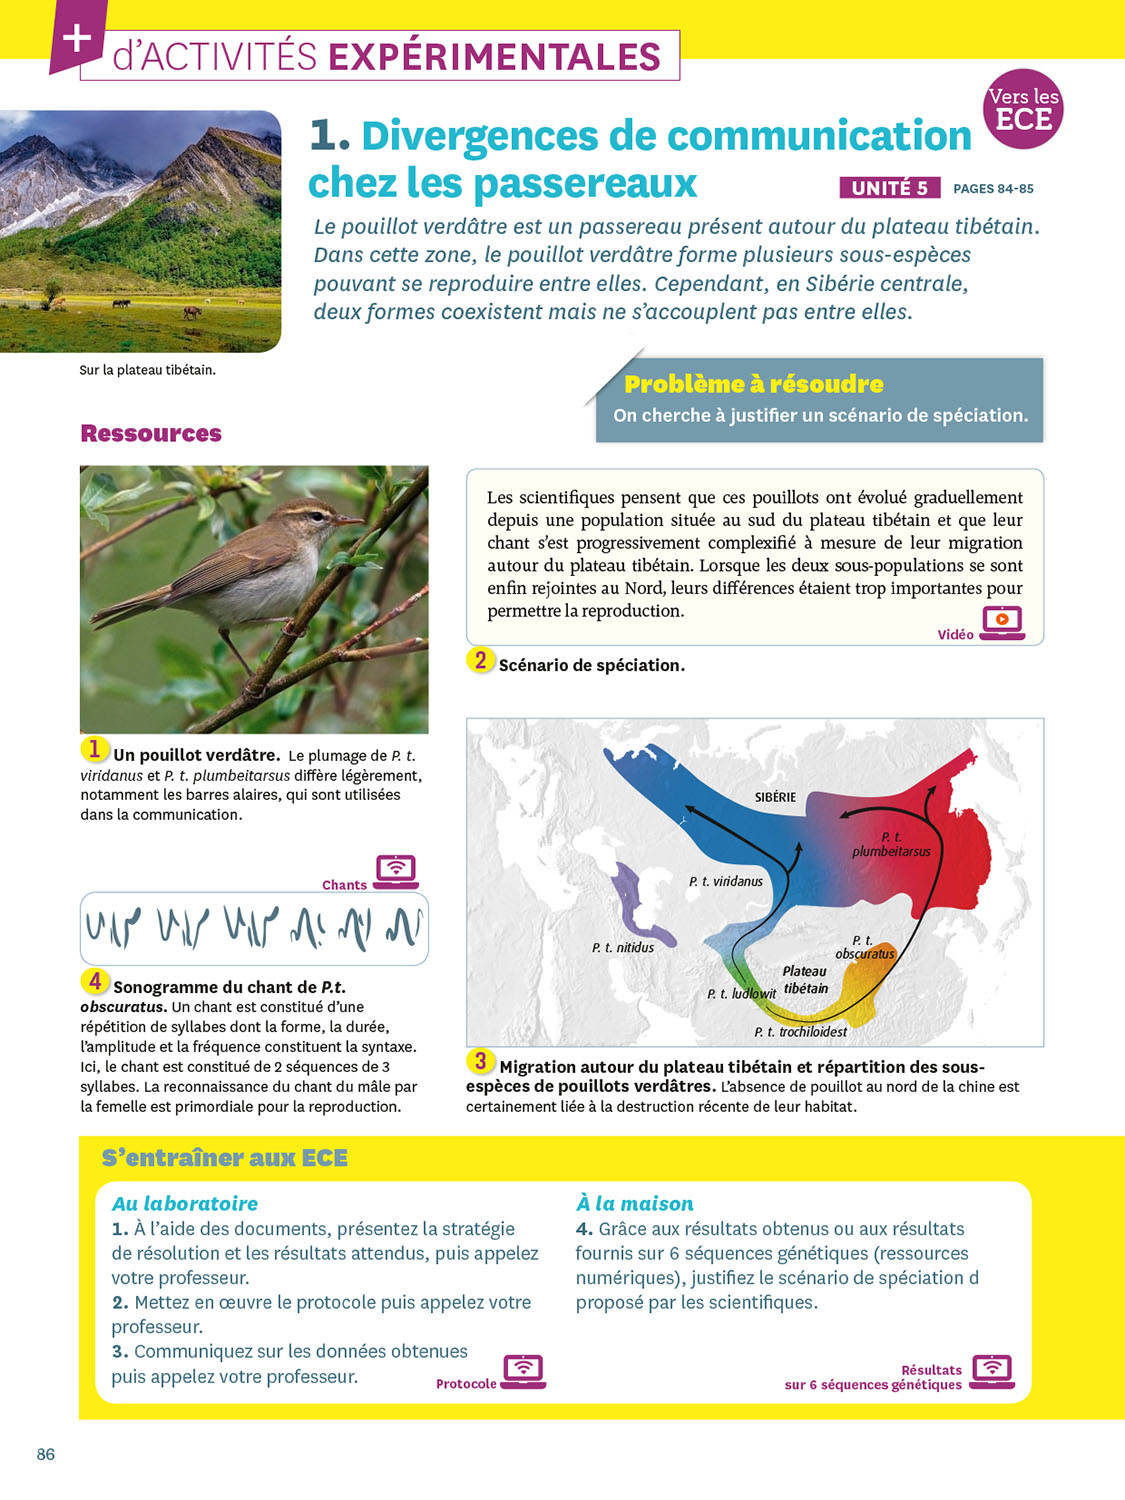 +
d'ACTIVITÉS EXPÉRIMENTALES
Vers les
ECE
1. Divergences de communication
chez les passereaux
UNITÉ 5 PAGES 84-85
Le pouillot verdâtre est un passereau présent autour du plateau tibétain.
Dans cette zone, le pouillot verdâtre forme plusieurs sous-espèces
pouvant se reproduire entre elles. Cependant, en Sibérie centrale,
deux formes coexistent mais ne s'accouplent pas entre elles.
Sur la plateau tibétain.
Problème à résoudre
On cherche à justifier un scénario de spéciation.
Ressources
1 Un pouillot verdâtre. Le plumage de P. t.
viridanus et P. t. plumbeitarsus diffère légèrement,
notamment les barres alaires, qui sont utilisées
dans la communication.
Les scientifiques pensent que ces pouillots ont évolué graduellement
depuis une population située au sud du plateau tibétain et que leur
chant s'est progressivement complexifié à mesure de leur migration
autour du plateau tibétain. Lorsque les deux sous-populations se sont
enfin rejointes au Nord, leurs différences étaient trop importantes pour
permettre la reproduction.
Vidéo
2 Scénario de spéciation.
Chants
4 Sonogramme du chant de P.t.
obscuratus. Un chant est constitué d'une
répétition de syllabes dont la forme, la durée,
l'amplitude et la fréquence constituent la syntaxe.
Ici, le chant est constitué de 2 séquences de 3
syllabes. La reconnaissance du chant du mâle par
la femelle est primordiale pour la reproduction.
SIBÉRIE
P. t.
plumbeitarsus
P. t. viridanus
P. t. nitidus
P. t.
obscuratus
Plateau
tibétain
P. t. ludlowit
P. t. trochiloidest
3 Migration autour du plateau tibétain et répartition des sous-
espèces de pouillots verdâtres. L'absence de pouillot au nord de la chine est
certainement liée à la destruction récente de leur habitat.
S'entraîner aux ECE
Au laboratoire
1. À l'aide des documents, présentez la stratégie
de résolution et les résultats attendus, puis appelez
votre professeur.
2. Mettez en œuvre le protocole puis appelez votre
professeur.
3. Communiquez sur les données obtenues
puis appelez votre professeur.
Protocole
À la maison
4. Grâce aux résultats obtenus ou aux résultats
fournis sur 6 séquences génétiques (ressources
numériques), justifiez le scénario de spéciation d
proposé par les scientifiques.
Résultats
sur 6 séquences génétiques
86